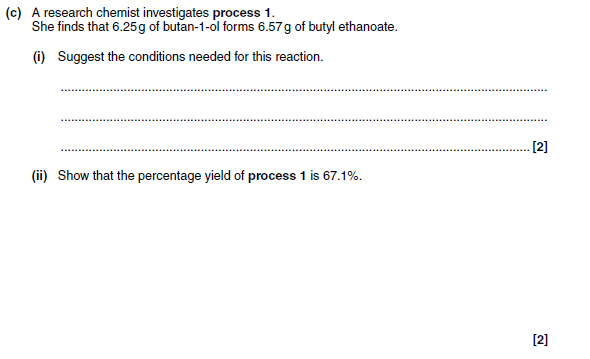 (c) A research chemist investigates process 1.
She finds that 6.25 g of butan-1-ol forms 6.57 g of butyl ethanoate.
(i) Suggest the conditions needed for this reaction.
[2]
(ii) Show that the percentage yield of process 1 is 67.1%.
[2]